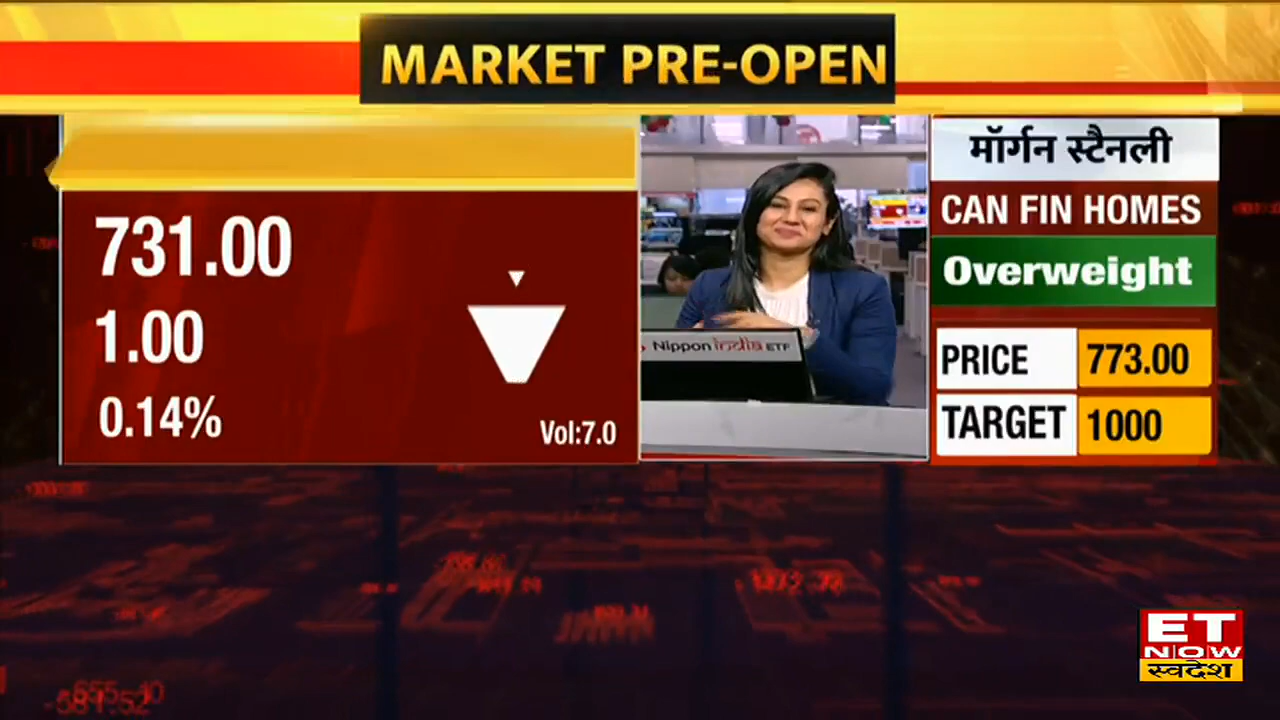 MARKET PRE-OPEN
731.00
1.00
0.14%
Vol:7.0
Nippon india ETF
मॉर्गन स्टैनली
CAN FIN HOMES
Overweight
PRICE 773.00
TARGET 1000
ET
NOW
स्वदेश